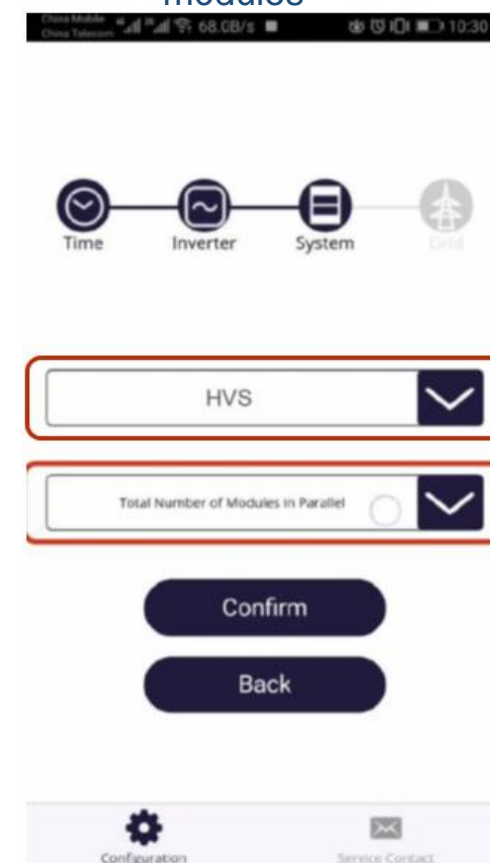 modules
China Mobile
China Telecom 68.0B/s 10:30
Time Inverter System Grid
HVS
Total Number of Modules in Parallel
Confirm
Back
Configuration Service Contact